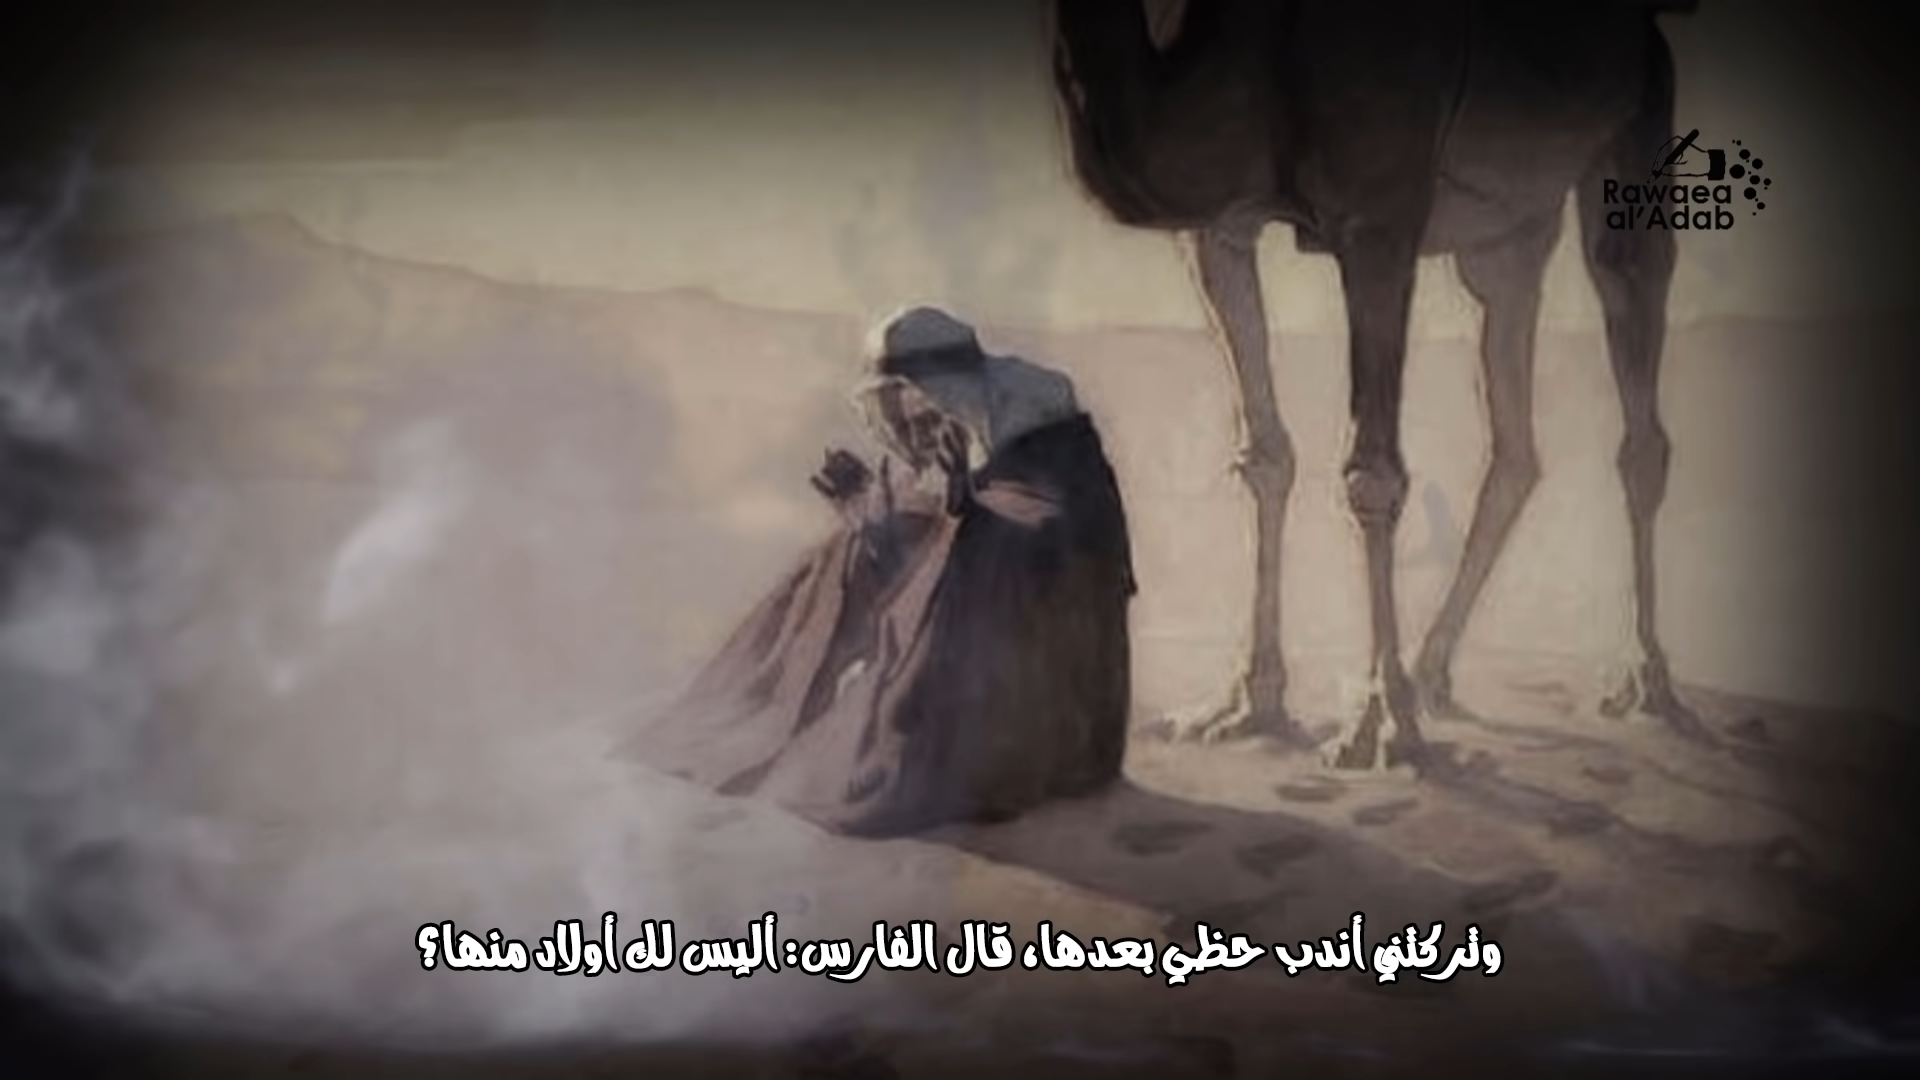 Rawaea
al'Adab
وتركتني أندب حظي بعدها، قال الفارس: أليس لك أولاد منها؟